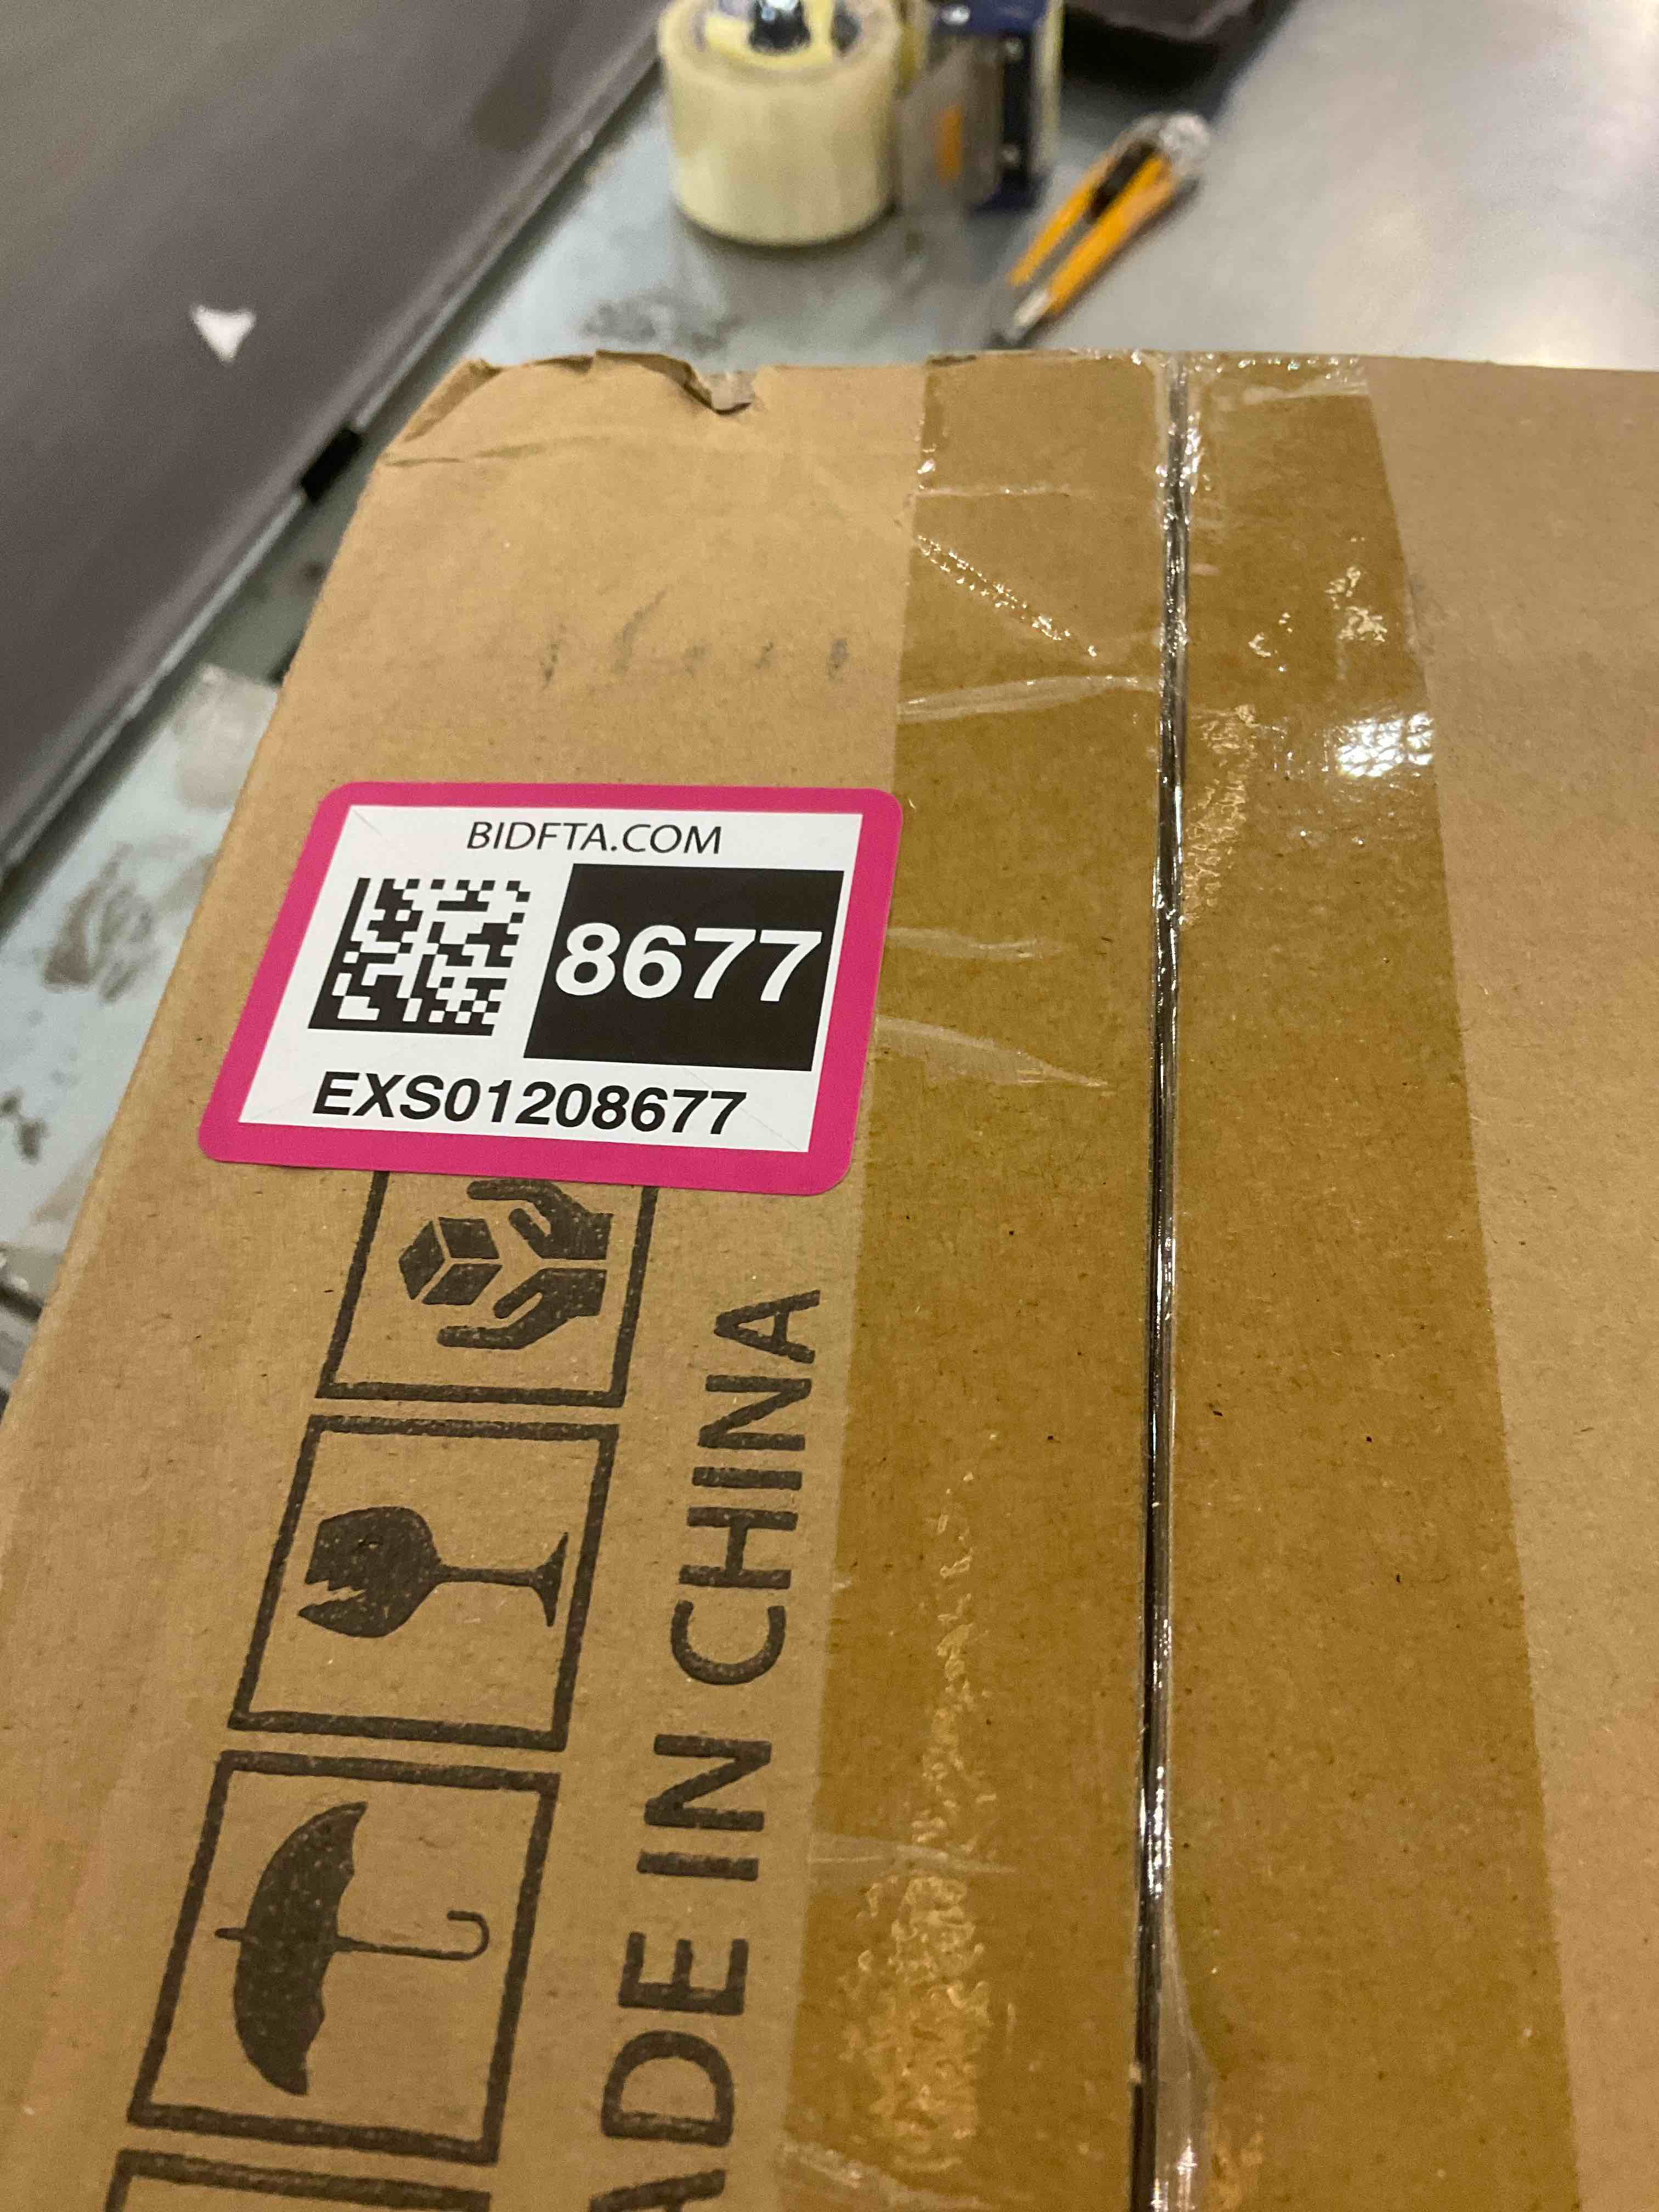 BIDFTA.COM
8677
EXS01208677
ADE IN CHINA